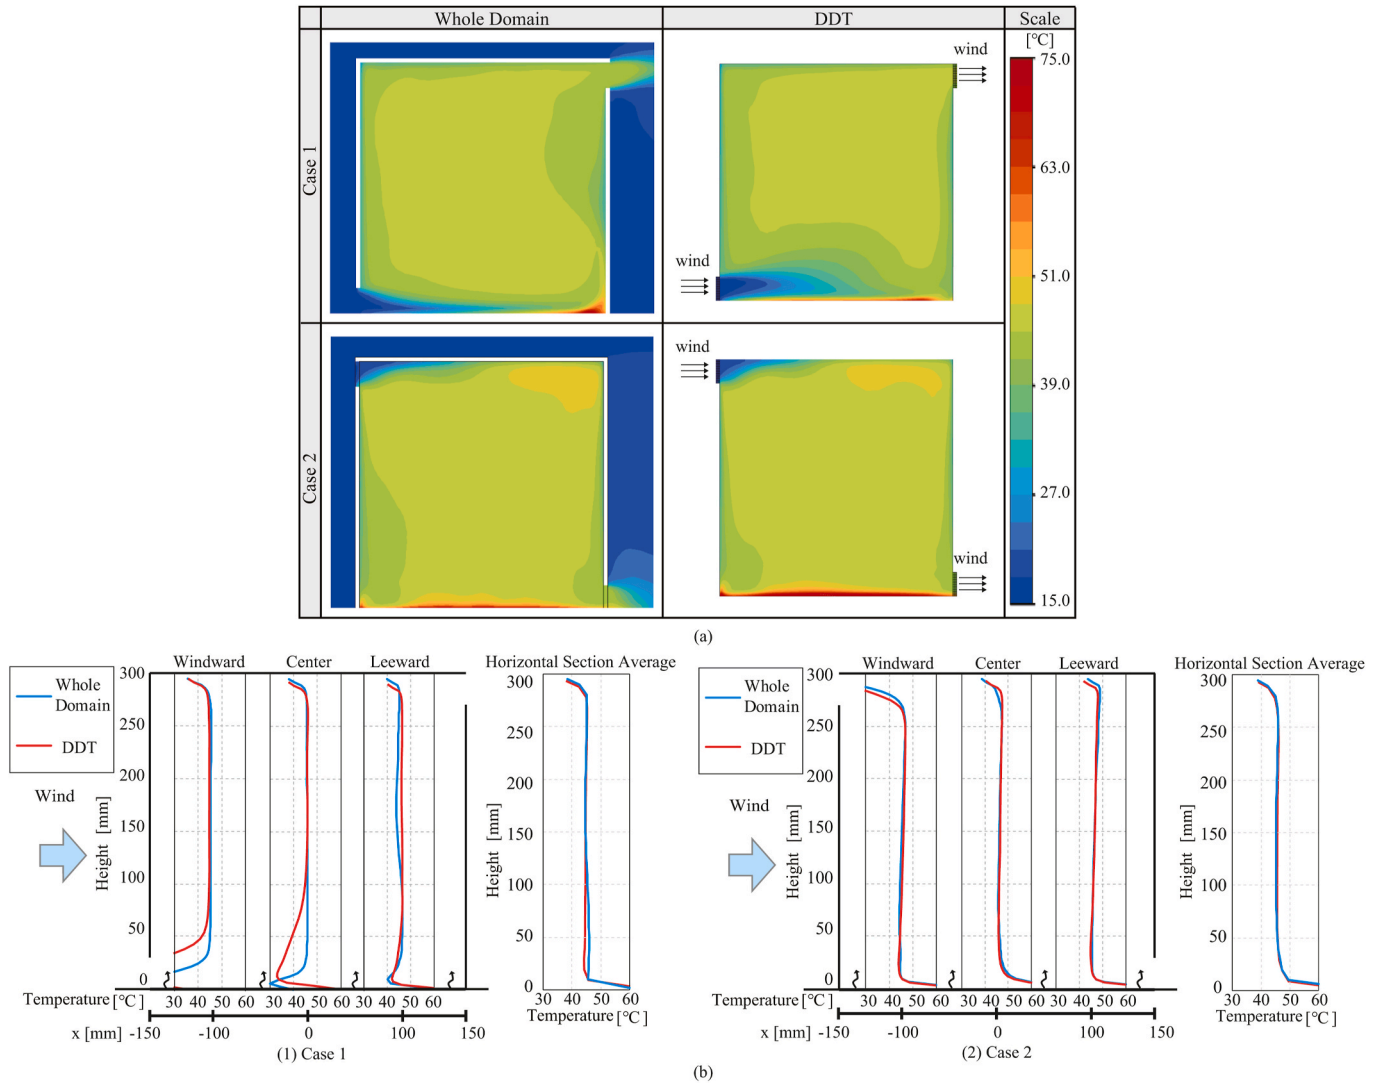 Whole Domain DDT Scale
[℃]
Case 1
wind
wind
75.0
63.0
51.0
39.0
27.0
15.0
Case 2
wind
wind
(a)
Whole
Domain
DDT
Wind
Windward Center Leeward
Height [mm]
300
250
200
150
100
50
0
Temperature [℃] 30 40 50 60 30 40 50 60 30 40 50 60
x [mm] -150 -100 0 100 150
(1) Case 1
Horizontal Section Average
Height [mm]
300
250
200
150
100
50
0
30 40 50 60
Temperature [℃]
Whole
Domain
DDT
Wind
Windward Center Leeward
Height [mm]
300
250
200
150
100
50
0
Temperature [℃] 30 40 50 60 30 40 50 60 30 40 50 60
x [mm] -150 -100 0 100 150
(2) Case 2
Horizontal Section Average
Height [mm]
300
250
200
150
100
50
0
30 40 50 60
Temperature [℃]
(b)